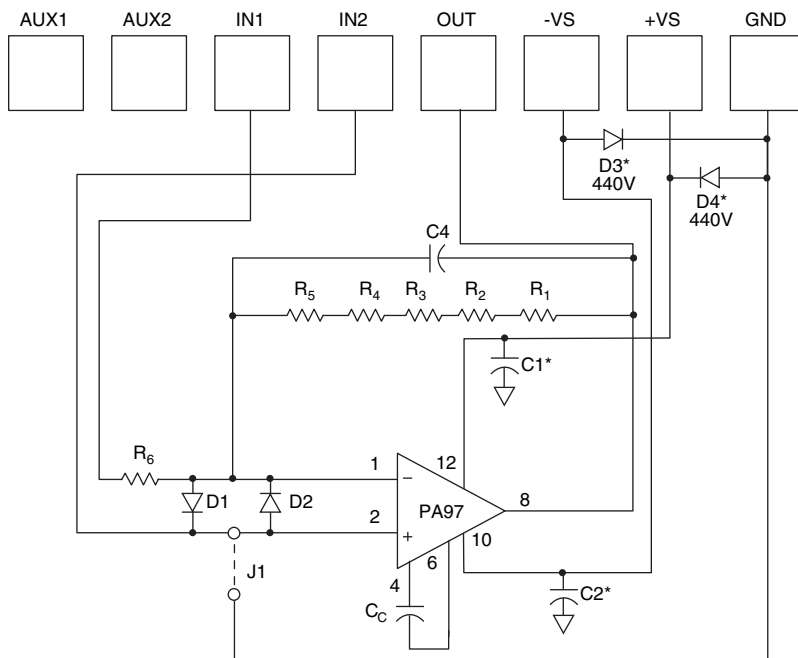 AUX1 AUX2 IN1 IN2 OUT -VS +VS GND
D3*
440V
D4*
440V
C4
R5 R4 R3 R2 R1
C1*
R6
D1 D2
1
2
12
PA97
8
10
6
4
J1
CC
C2*
− +